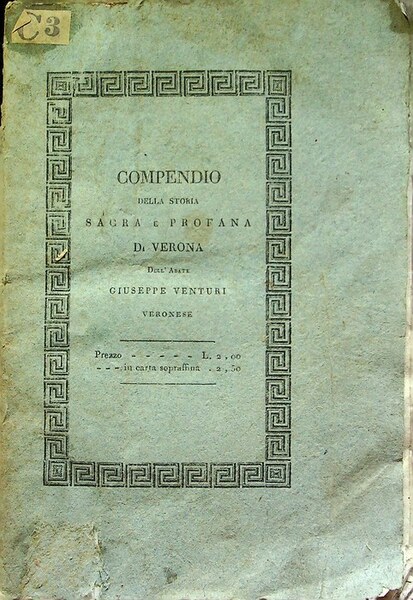 C3
COMPENDIO
DELLA STORIA
SACRA E PROFANA
DI VERONA
DELL' ABATE
GIUSEPPE VENTURI
VERONESE
Prezzo - - - - - L. 2,00
- - - in carta sopraffina . 2,50